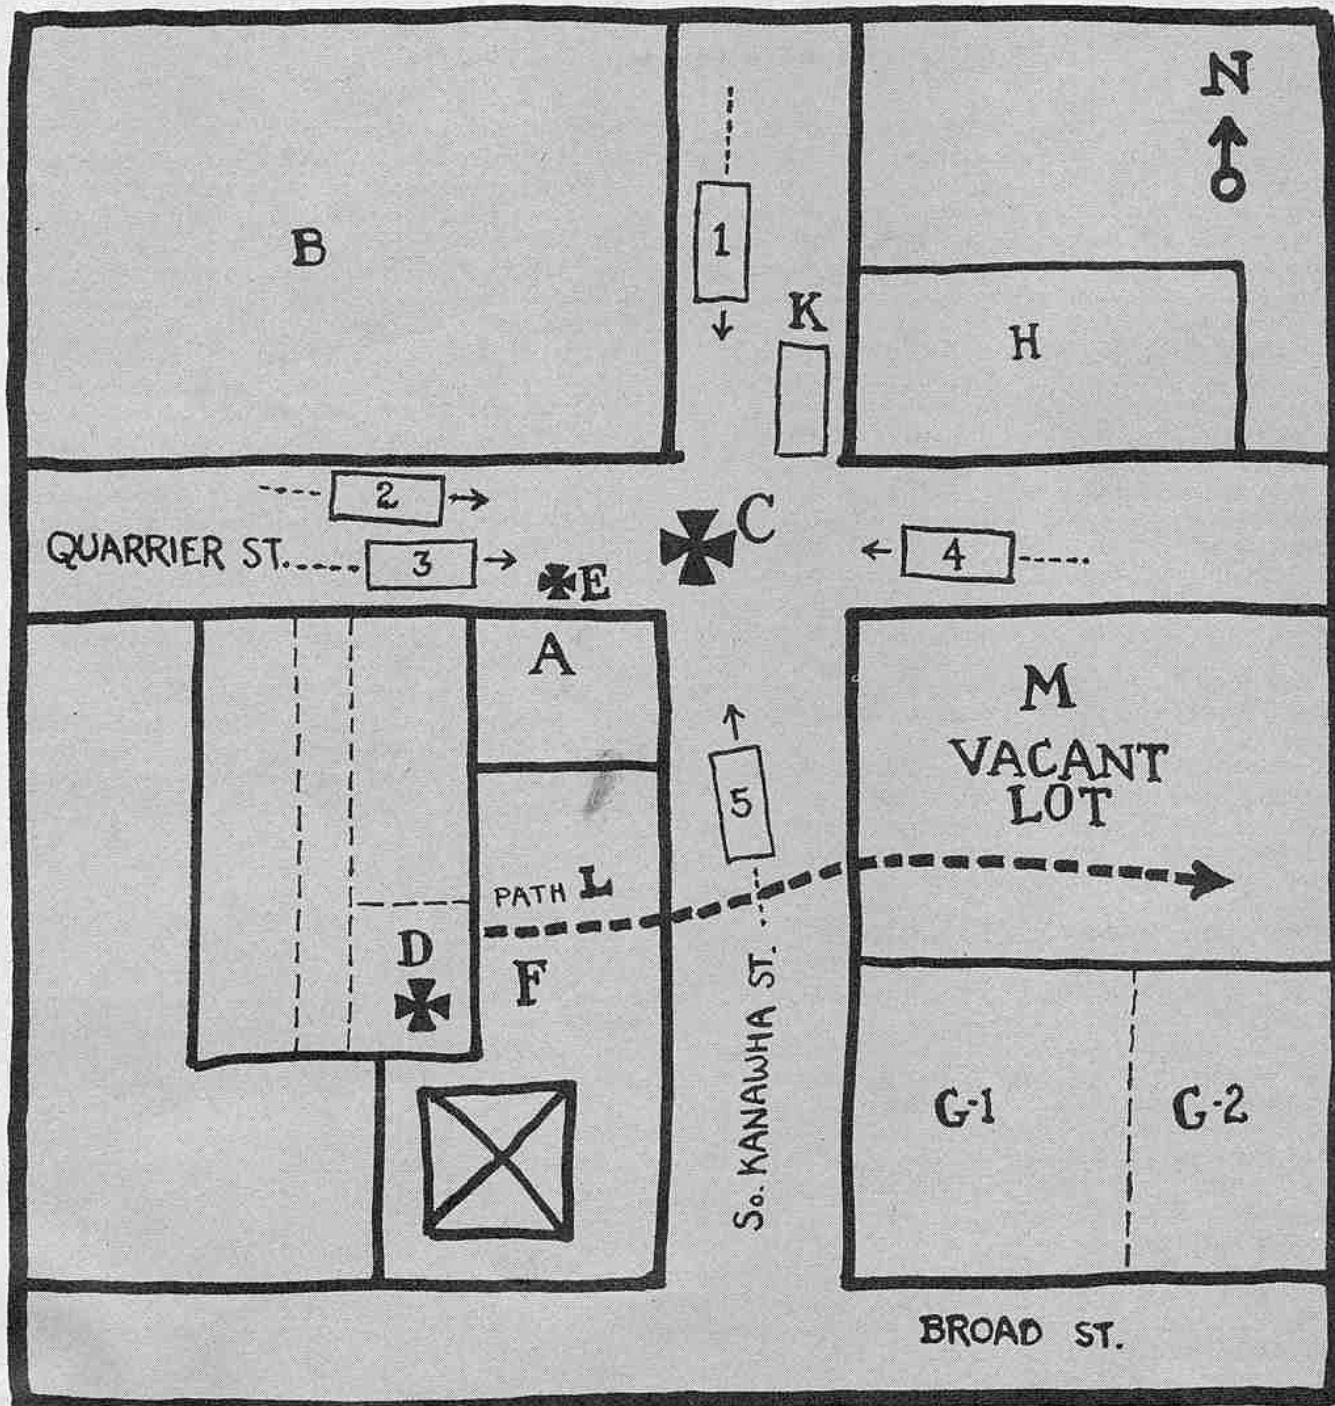 N
1
B
K
H
2
C
QUARRIER ST.
3
E
4
A
M
VACANT
LOT
5
PATH L
D
F
So. KANAWHA ST.
G-1
G-2
BROAD ST.